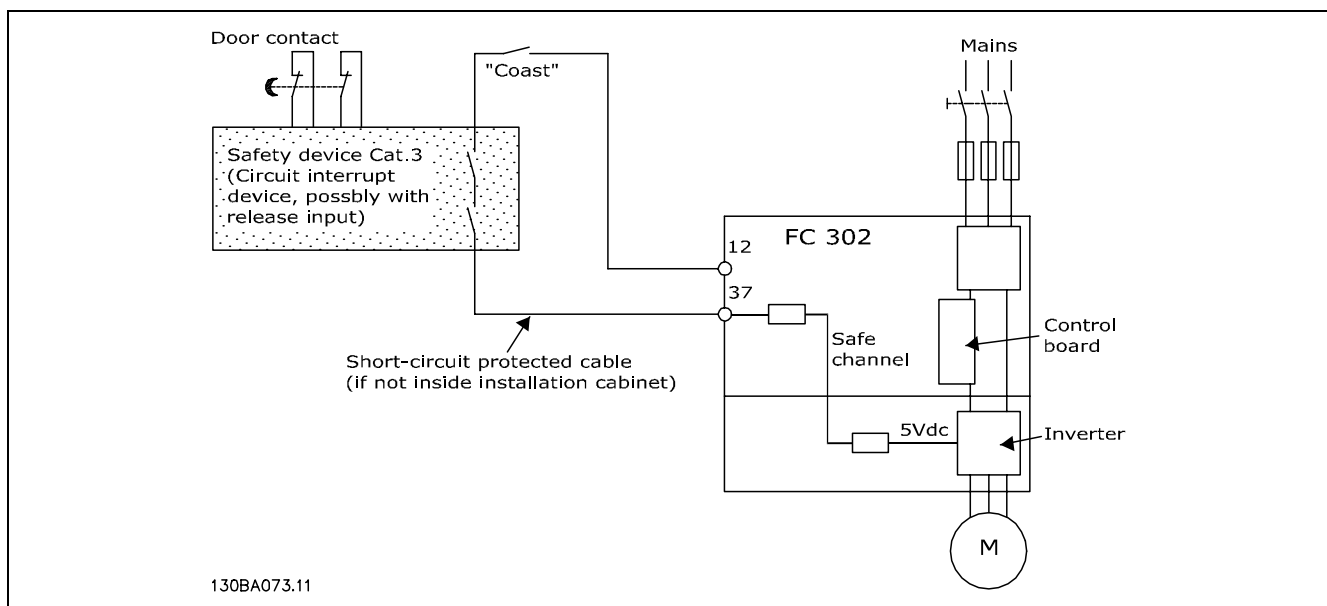 Door contact
"Coast"
Mains
Safety device Cat.3
(Circuit interrupt
device, possbly with
release input)
12
FC 302
37
Safe
channel
Control
board
Short-circuit protected cable
(if not inside installation cabinet)
5Vdc
Inverter
M
130BA073.11